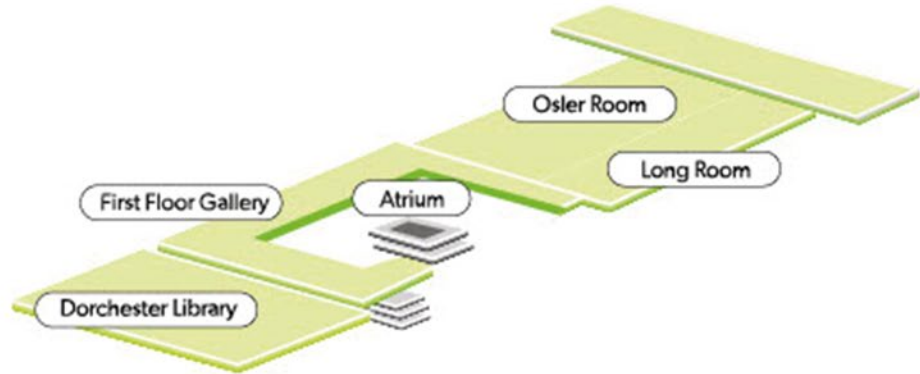 Osler Room
Long Room
First Floor Gallery
Atrium
Dorchester Library